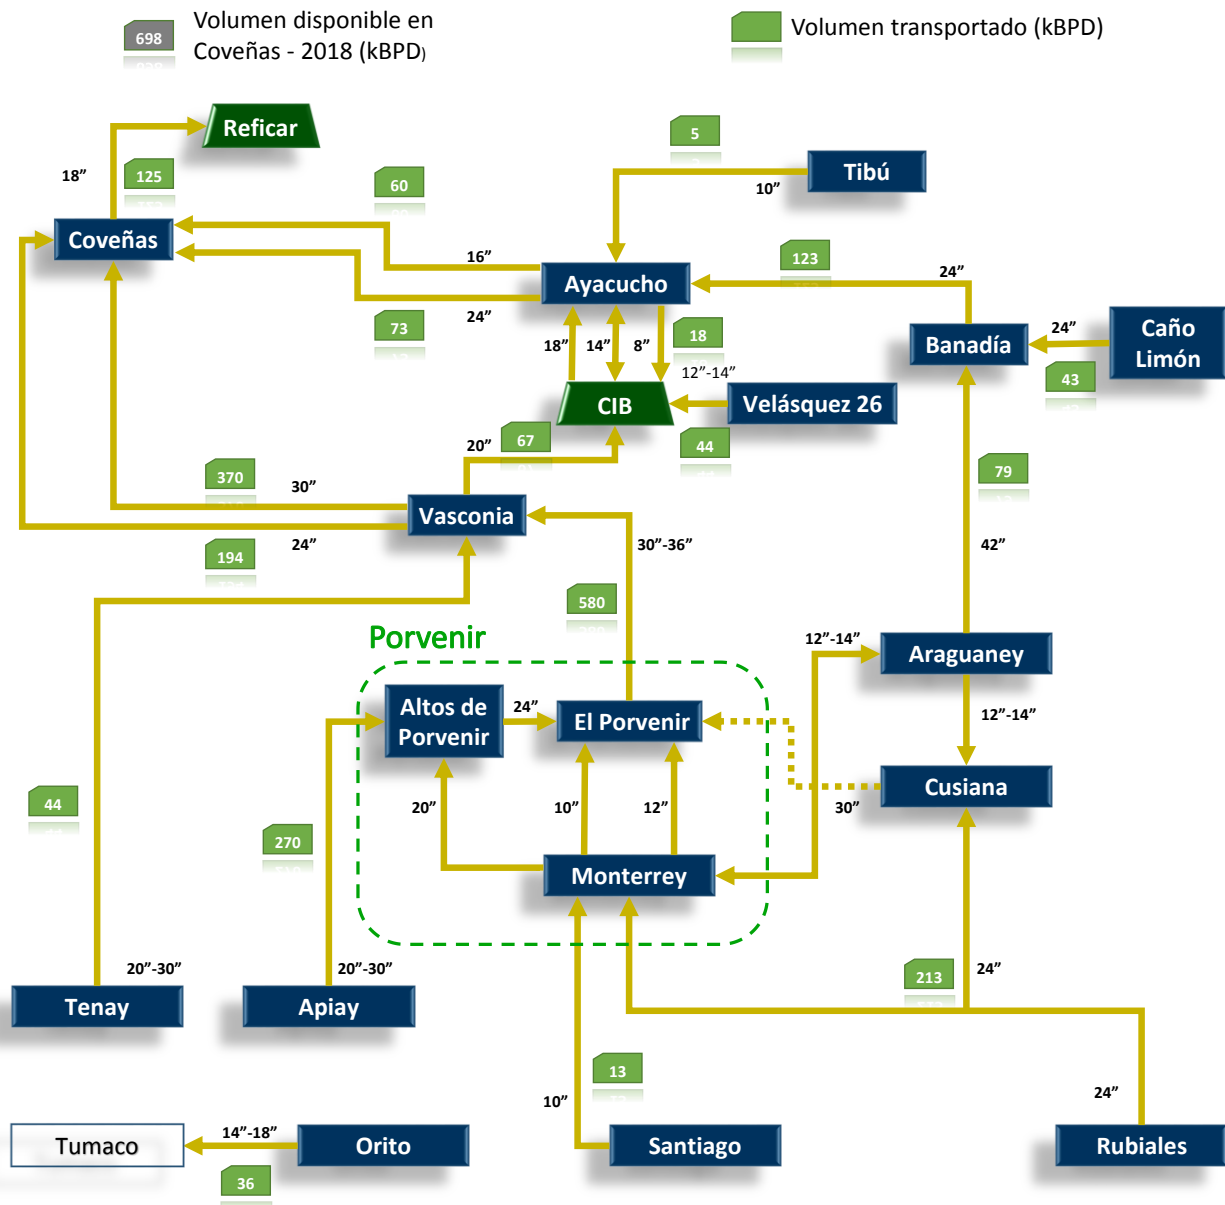 698
Volumen disponible en
Coveñas - 2018 (kBPD)
Volumen transportado (kBPD)
Reficar
18”
125
60
5
Tibú
10”
Coveñas
16”
Ayacucho
123
24”
24”
73
18”
14”
8”
18
Banadía
24”
Caño
Limón
43
12”-14”
CIB
Velásquez 26
20”
67
44
370
30”
79
Vasconia
194
24”
30”-36”
42”
580
Porvenir
12”-14”
Araguaney
Altos de
Porvenir
24”
El Porvenir
12”-14”
44
20”
10”
12”
30”
Cusiana
270
Monterrey
20”-30”
20”-30”
213
24”
Tenay
Apiay
13
10”
24”
Tumaco
14”-18”
Orito
Santiago
Rubiales
36